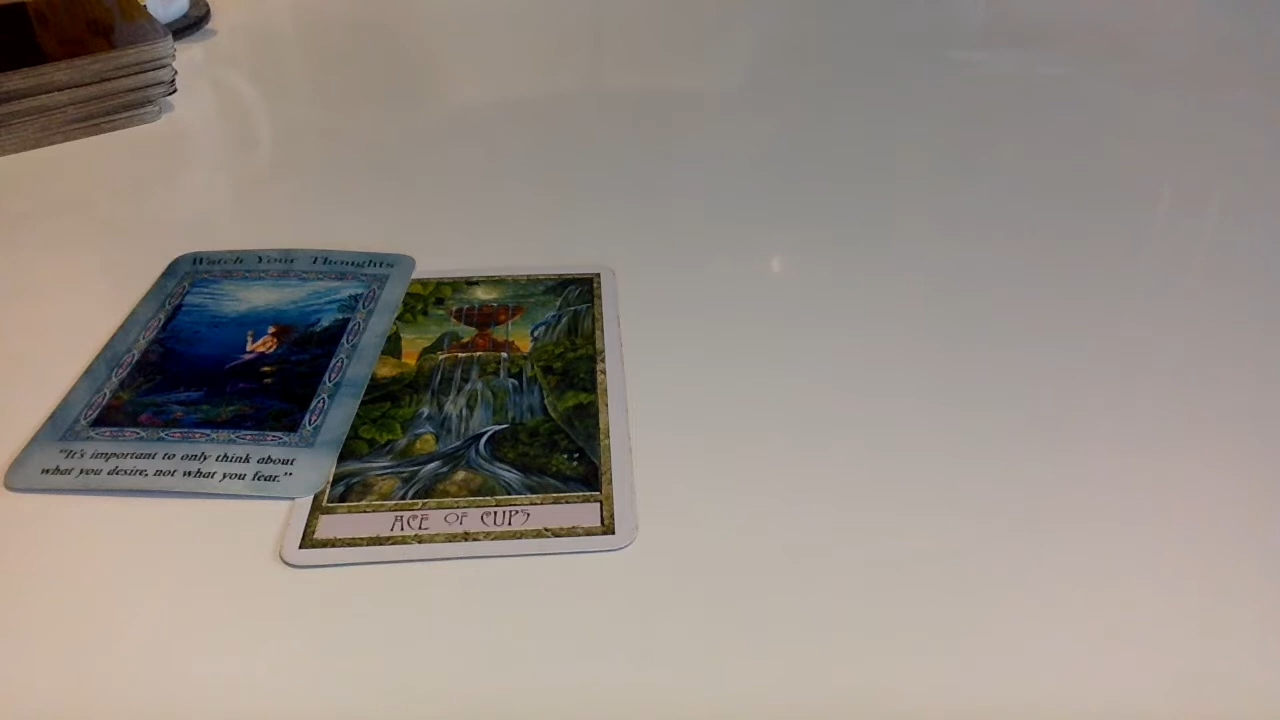 Watch Your Thoughts
"It's important to only think about
what you desire, not what you fear."
ACE OF CUPS